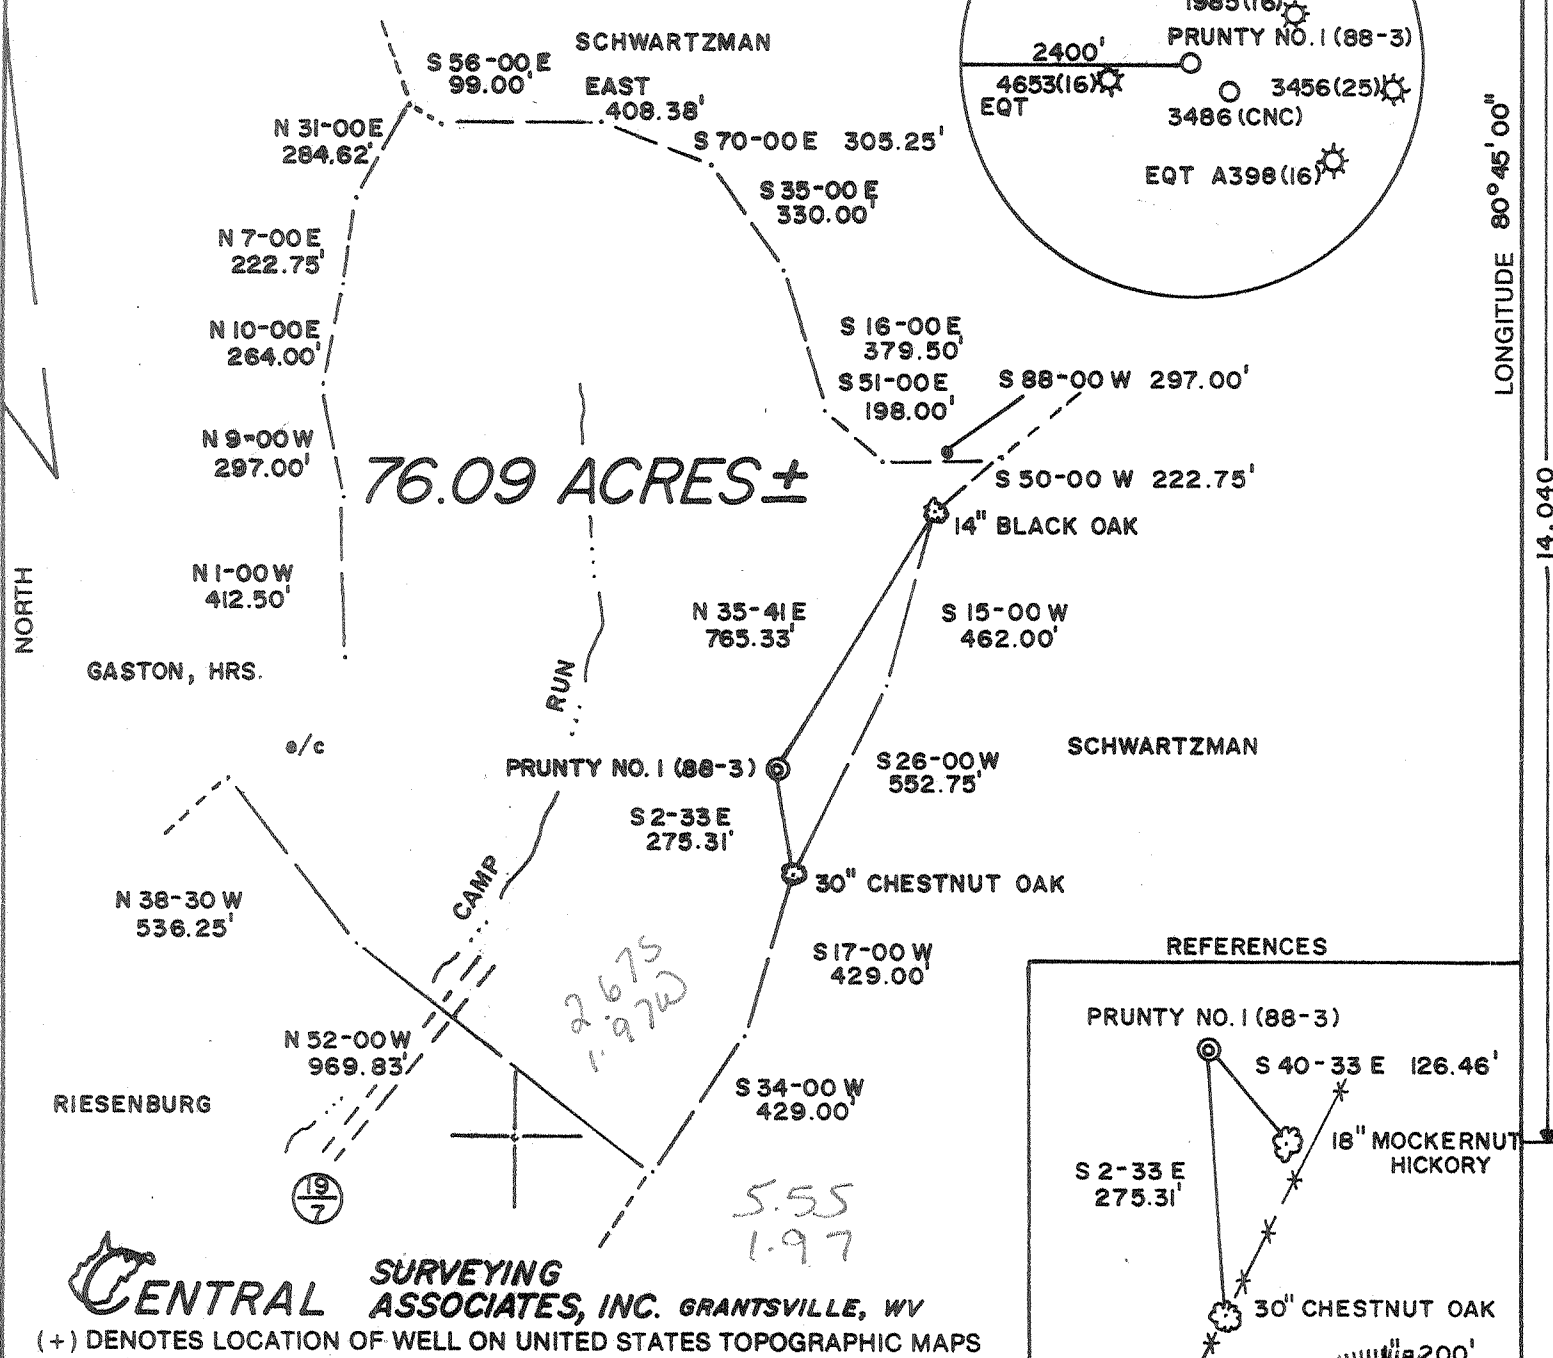 1985(16)
PRUNTY NO. 1 (88-3)
2400'
4653(16)
EQT
3456(25)
3486 (CNC)
EQT A398(16)
LONGITUDE 80°45'00"
14.040
SCHWARTZMAN
S 56-00 E
99.00'
EAST
408.38'
N 31-00E
284.62'
S 70-00 E 305.25'
S 35-00 E
330.00'
N 7-00 E
222.75'
N 10-00E
264.00'
S 16-00 E
379.50'
S 51-00 E
198.00'
S 88-00 W 297.00'
N 9-00 W
297.00'
76.09 ACRES ±
S 50-00 W 222.75'
14" BLACK OAK
N 1-00 W
412.50'
NORTH
N 35-41 E
765.33'
S 15-00 W
462.00'
GASTON, HRS.
RUN
e/c
PRUNTY NO. 1 (88-3)
S 26-00 W
552.75'
SCHWARTZMAN
S 2-33 E
275.31'
CAMP
30" CHESTNUT OAK
N 38-30 W
536.25'
S 17-00 W
429.00'
2.67S
1.97W
N 52-00 W
969.83'
S 34-00 W
429.00'
RIESENBURG
19
7
5.55
1.97
REFERENCES
PRUNTY NO. 1 (88-3)
S 40-33 E 126.46'
18" MOCKERNUT
HICKORY
S 2-33 E
275.31'
30" CHESTNUT OAK
CENTRAL SURVEYING
ASSOCIATES, INC. GRANTSVILLE, WV
(+) DENOTES LOCATION OF WELL ON UNITED STATES TOPOGRAPHIC MAPS